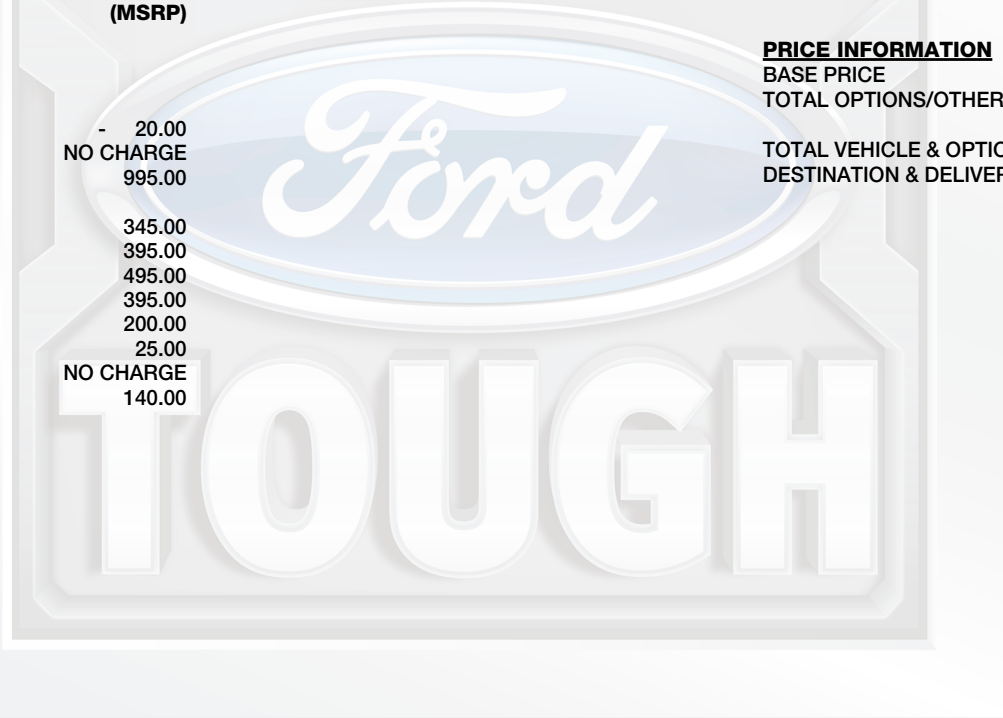 (MSRP)
- 20.00
NO CHARGE
995.00
345.00
395.00
495.00
395.00
200.00
25.00
NO CHARGE
140.00
PRICE INFORMATION
BASE PRICE
TOTAL OPTIONS/OTHER
TOTAL VEHICLE & OPTIO
DESTINATION & DELIVER
Ford
TOUGH